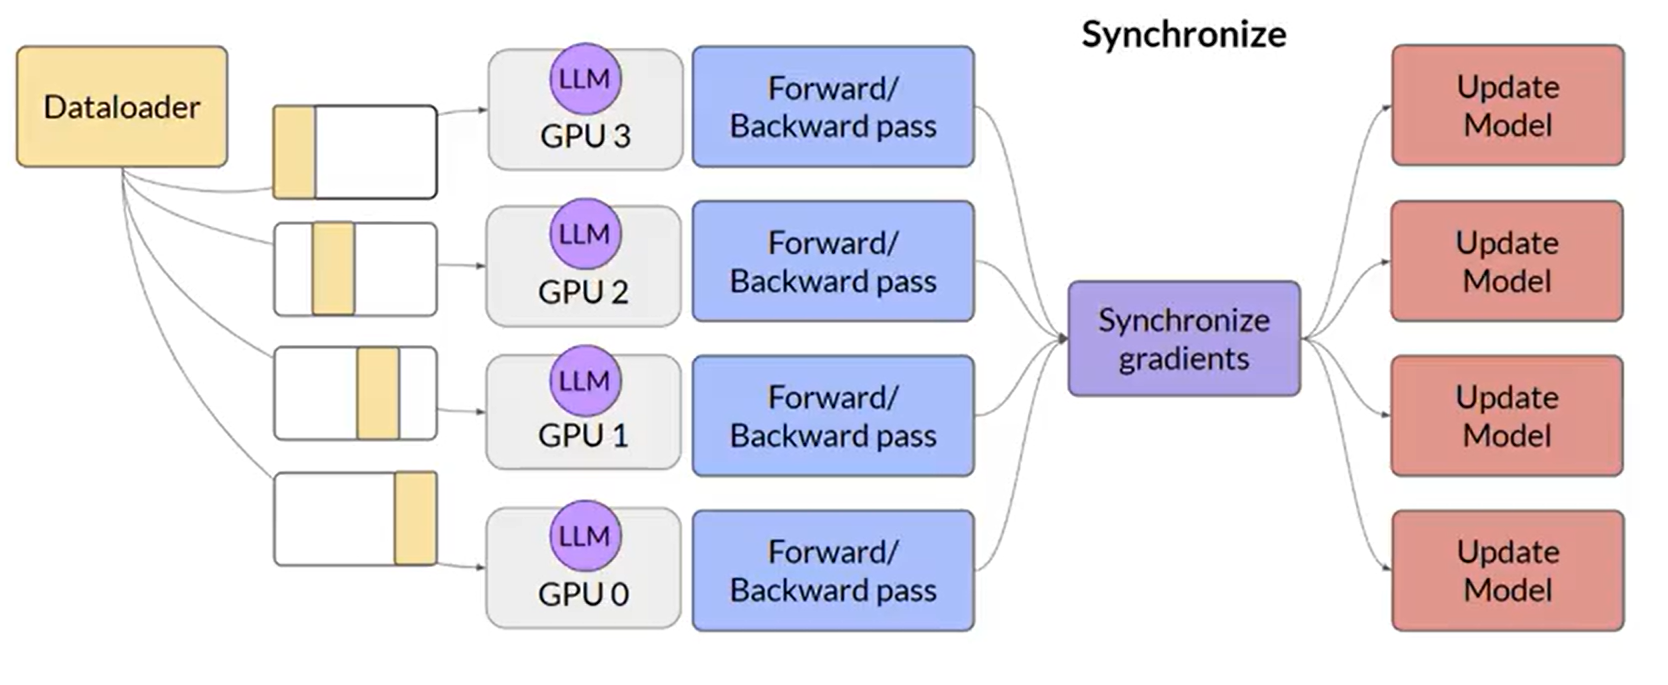 Synchronize
Dataloader
LLM
GPU 3
Forward/
Backward pass
Update
Model
LLM
GPU 2
Forward/
Backward pass
Update
Model
Synchronize
gradients
LLM
GPU 1
Forward/
Backward pass
Update
Model
LLM
GPU 0
Forward/
Backward pass
Update
Model